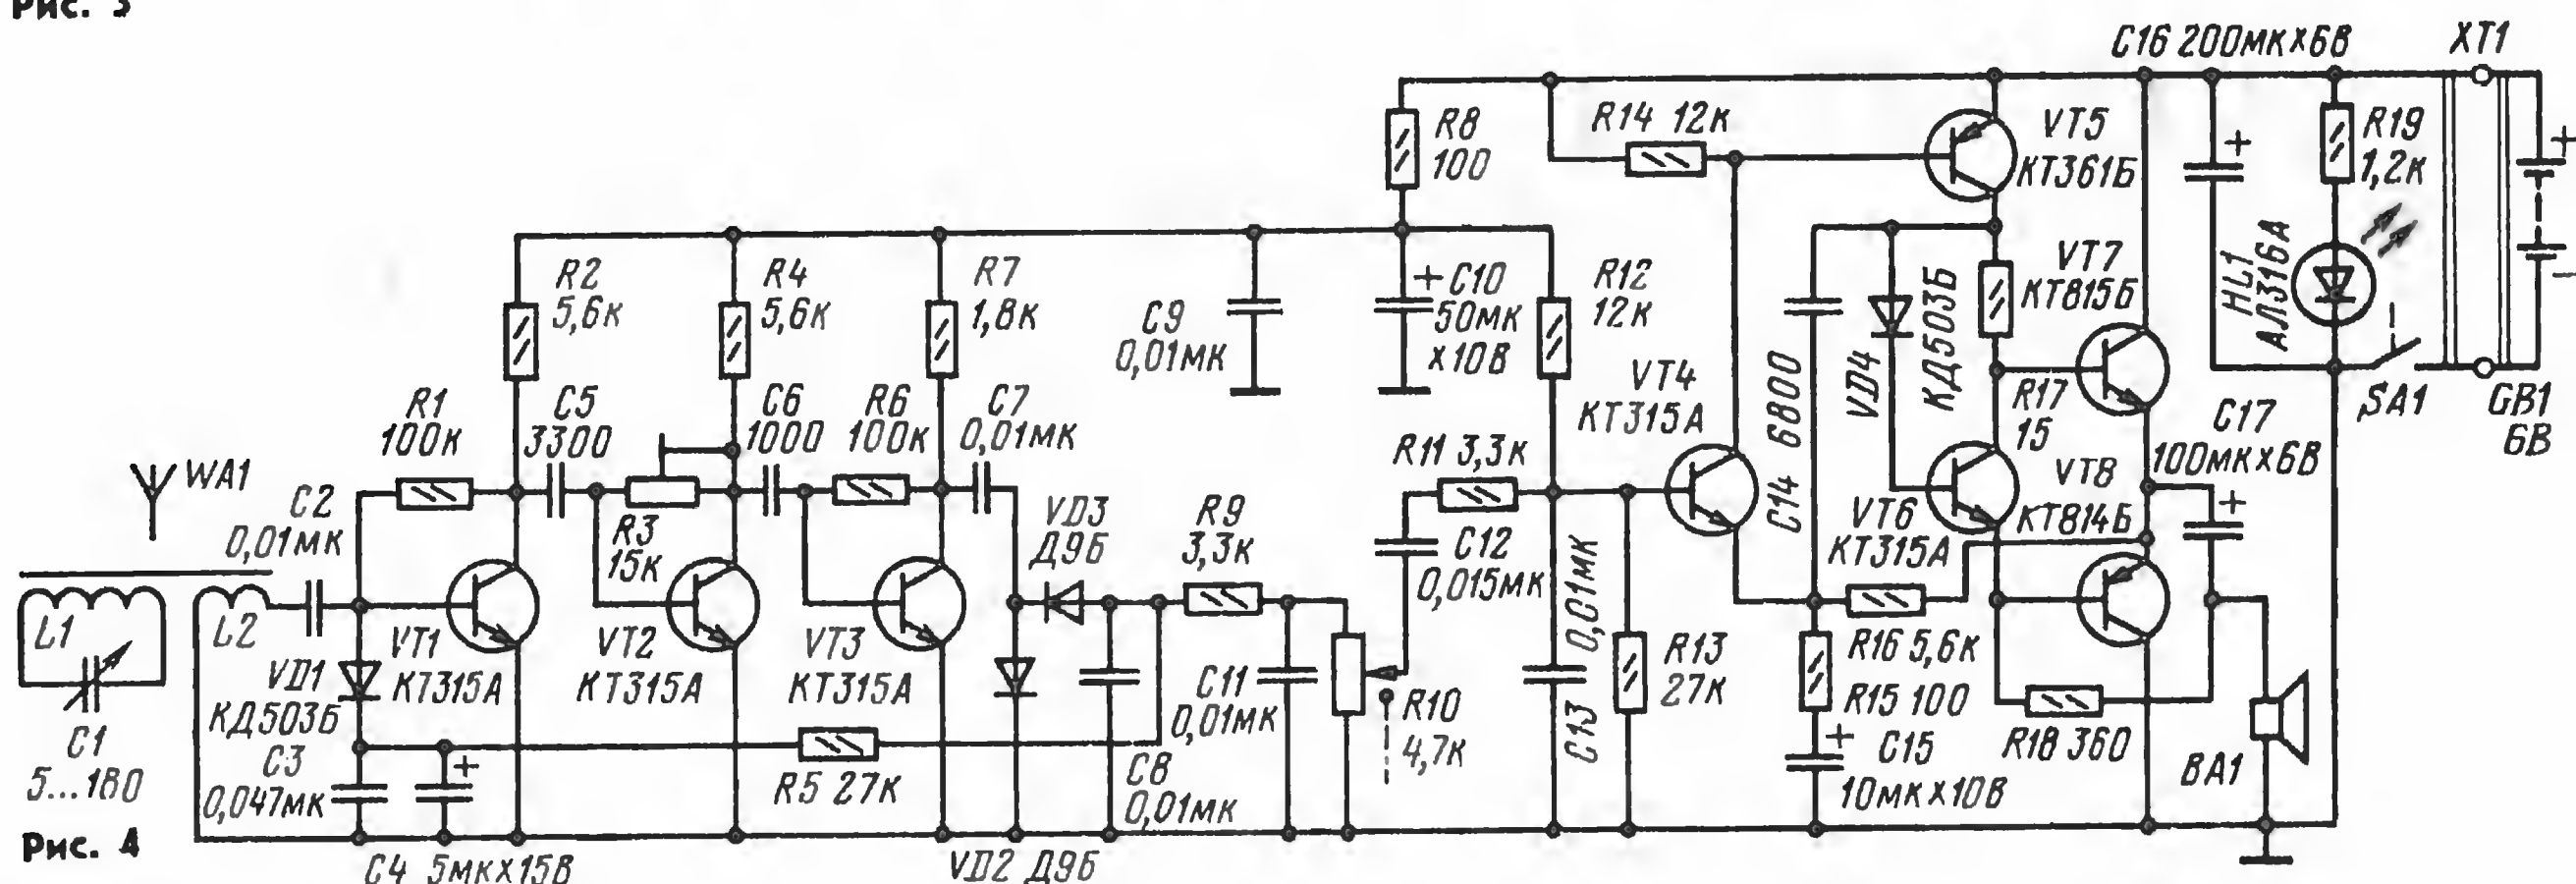 Рис. 3
C16 200мк×6В
XT1
R14 12к
R8
100
VT5
КТ361Б
R19
1,2к
+
+
R2
5,6к
R4
5,6к
R7
1,8к
C9
0,01мк
+ C10
50мк
×10В
R12
12к
VT7
КТ815Б
HL1
АЛ316А
−
R1
100к
C5
3300
C6
1000
R6
100к
C7
0,01мк
VT4
КТ315А
C14 6800
VD4
КД503Б
R17
15
C17
100мк×6В
SA1
GB1
6В
WA1
C2
0,01мк
R3
15к
VD3
Д9Б
R9
3,3к
R11 3,3к
C12
0,015мк
VT6
КТ315А
VT8
КТ814Б
+
L1
L2
VT1
КТ315А
VT2
КТ315А
VT3
КТ315А
VD1
КД503Б
C11
0,01мк
R10
4,7к
C13 0,01мк
R13
27к
R16 5,6к
R15 100
C1
5...180
C3
0,047мк
+
R5 27к
C8
0,01мк
+ C15
10мк×10В
R18 360
BA1
Рис. 4
C4 5мк×15В
VD2 Д9Б